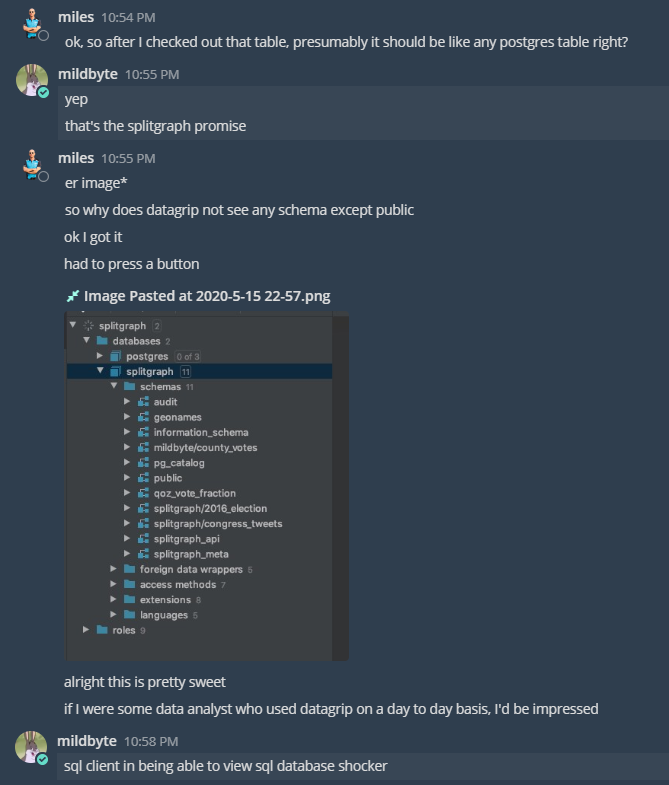 miles 10:54 PM
ok, so after I checked out that table, presumably it should be like any postgres table right?
mildbyte 10:55 PM
yep
that's the splitgraph promise
miles 10:55 PM
er image*
so why does datagrip not see any schema except public
ok I got it
had to press a button
Image Pasted at 2020-5-15 22-57.png
splitgraph 2
databases 2
postgres 0 of 3
splitgraph 11
schemas 11
audit
geonames
information_schema
mildbyte/county_votes
pg_catalog
public
qoz_vote_fraction
splitgraph/2016_election
splitgraph/congress_tweets
splitgraph_api
splitgraph_meta
foreign data wrappers 5
access methods 7
extensions 8
languages 5
roles 9
alright this is pretty sweet
if I were some data analyst who used datagrip on a day to day basis, I'd be impressed
mildbyte 10:58 PM
sql client in being able to view sql database shocker